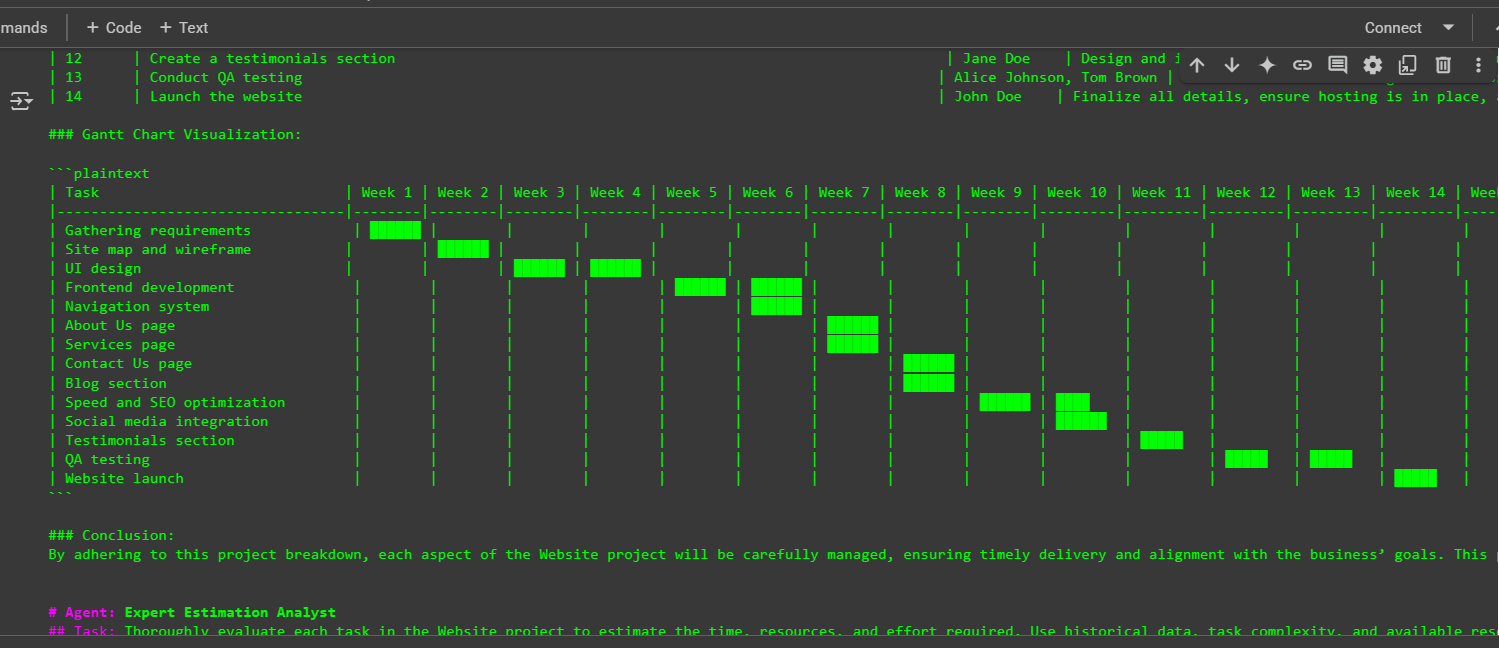 mands + Code + Text Connect
| 12 | Create a testimonials section | Jane Doe | Design and i
| 13 | Conduct QA testing | Alice Johnson, Tom Brown |
| 14 | Launch the website | John Doe | Finalize all details, ensure hosting is in place,
### Gantt Chart Visualization:
```plaintext
| Task | Week 1 | Week 2 | Week 3 | Week 4 | Week 5 | Week 6 | Week 7 | Week 8 | Week 9 | Week 10 | Week 11 | Week 12 | Week 13 | Week 14 | Wee
|----------------------------------|--------|--------|--------|--------|--------|--------|--------|--------|--------|---------|---------|---------|---------|---------|----
| Gathering requirements | ██████ | | | | | | | | | | | | | |
| Site map and wireframe | | ██████ | | | | | | | | | | | | |
| UI design | | | ██████ | ██████ | | | | | | | | | | |
| Frontend development | | | | | ██████ | ██████ | | | | | | | | |
| Navigation system | | | | | | ██████ | | | | | | | | |
| About Us page | | | | | | | ██████ | | | | | | | |
| Services page | | | | | | | ██████ | | | | | | | |
| Contact Us page | | | | | | | | ██████ | | | | | | |
| Blog section | | | | | | | | ██████ | | | | | | |
| Speed and SEO optimization | | | | | | | | | ██████ | ████ | | | | |
| Social media integration | | | | | | | | | | ██████ | | | | |
| Testimonials section | | | | | | | | | | | █████ | | | |
| QA testing | | | | | | | | | | | | █████ | █████ | |
| Website launch | | | | | | | | | | | | | | █████ |
```
### Conclusion:
By adhering to this project breakdown, each aspect of the Website project will be carefully managed, ensuring timely delivery and alignment with the business’ goals. This
# Agent: Expert Estimation Analyst
## Task: Thoroughly evaluate each task in the Website project to estimate the time, resources, and effort required. Use historical data, task complexity, and available res